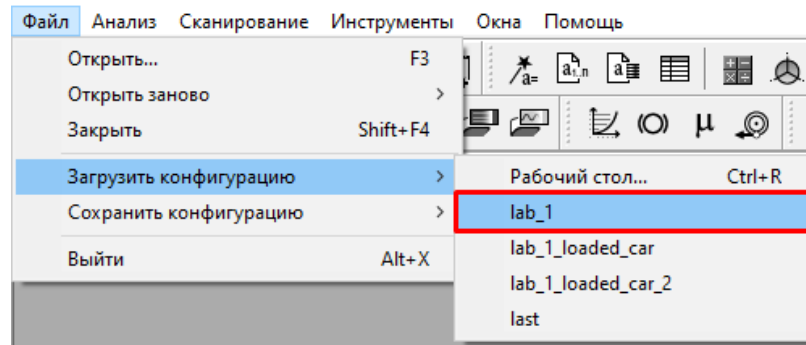 Файл Анализ Сканирование Инструменты Окна Помощь
Открыть... F3
Открыть заново
Закрыть Shift+F4
Загрузить конфигурацию
Сохранить конфигурацию
Выйти Alt+X
a=
a..n
a
μ
Рабочий стол... Ctrl+R
lab_1
lab_1_loaded_car
lab_1_loaded_car_2
last